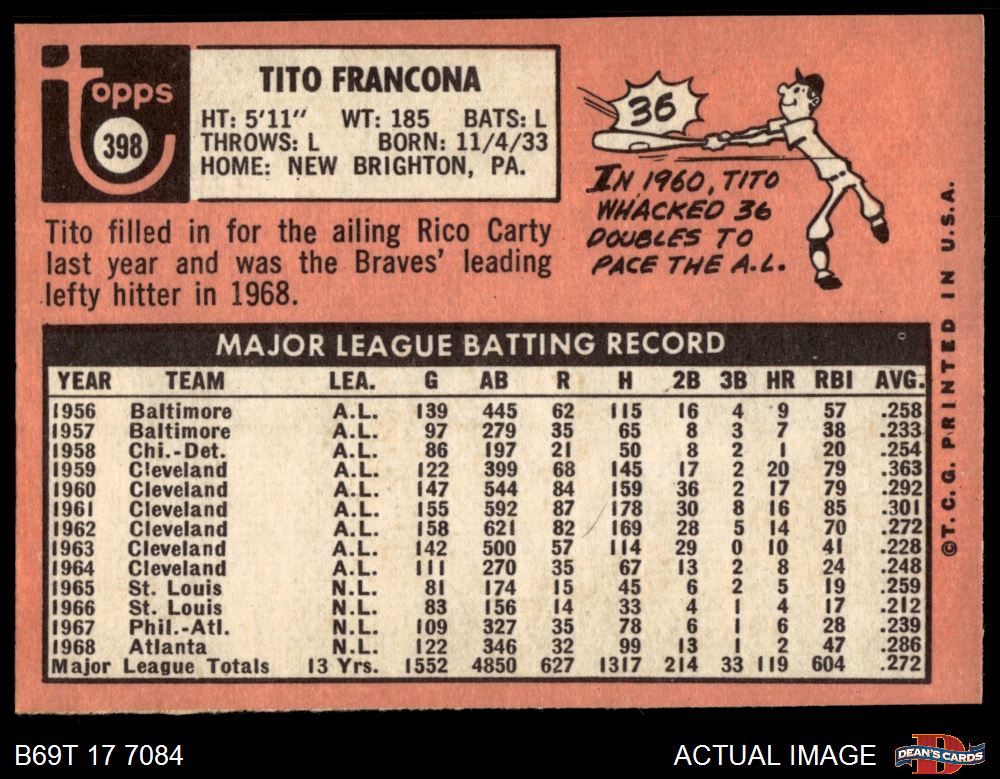 Topps
398
TITO FRANCONA
HT: 5'11" WT: 185 BATS: L
THROWS: L BORN: 11/4/33
HOME: NEW BRIGHTON, PA.
36
IN 1960, TITO
WHACKED 36
DOUBLES TO
PACE THE A.L.
Tito filled in for the ailing Rico Carty
last year and was the Braves' leading
lefty hitter in 1968.
MAJOR LEAGUE BATTING RECORD
YEAR TEAM LEA. G AB R H 2B 3B HR RBI AVG.
1956 Baltimore A.L. 139 445 62 115 16 4 9 57 .258
1957 Baltimore A.L. 97 279 35 65 8 3 7 38 .233
1958 Chi.-Det. A.L. 86 197 21 50 8 2 1 20 .254
1959 Cleveland A.L. 122 399 68 145 17 2 20 79 .363
1960 Cleveland A.L. 147 544 84 159 36 2 17 79 .292
1961 Cleveland A.L. 155 592 87 178 30 8 16 85 .301
1962 Cleveland A.L. 158 621 82 169 28 5 14 70 .272
1963 Cleveland A.L. 142 500 57 114 29 0 10 41 .228
1964 Cleveland A.L. 111 270 35 67 13 2 8 24 .248
1965 St. Louis N.L. 81 174 15 45 6 2 5 19 .259
1966 St. Louis N.L. 83 156 14 33 4 1 4 17 .212
1967 Phil.-Atl. N.L. 109 327 35 78 6 1 6 28 .239
1968 Atlanta N.L. 122 346 32 99 13 1 2 47 .286
Major League Totals 13 Yrs. 1552 4850 627 1317 214 33 119 604 .272
©T.C.G. PRINTED IN U.S.A.
B69T 17 7084
ACTUAL IMAGE
D
DEAN'S CARDS